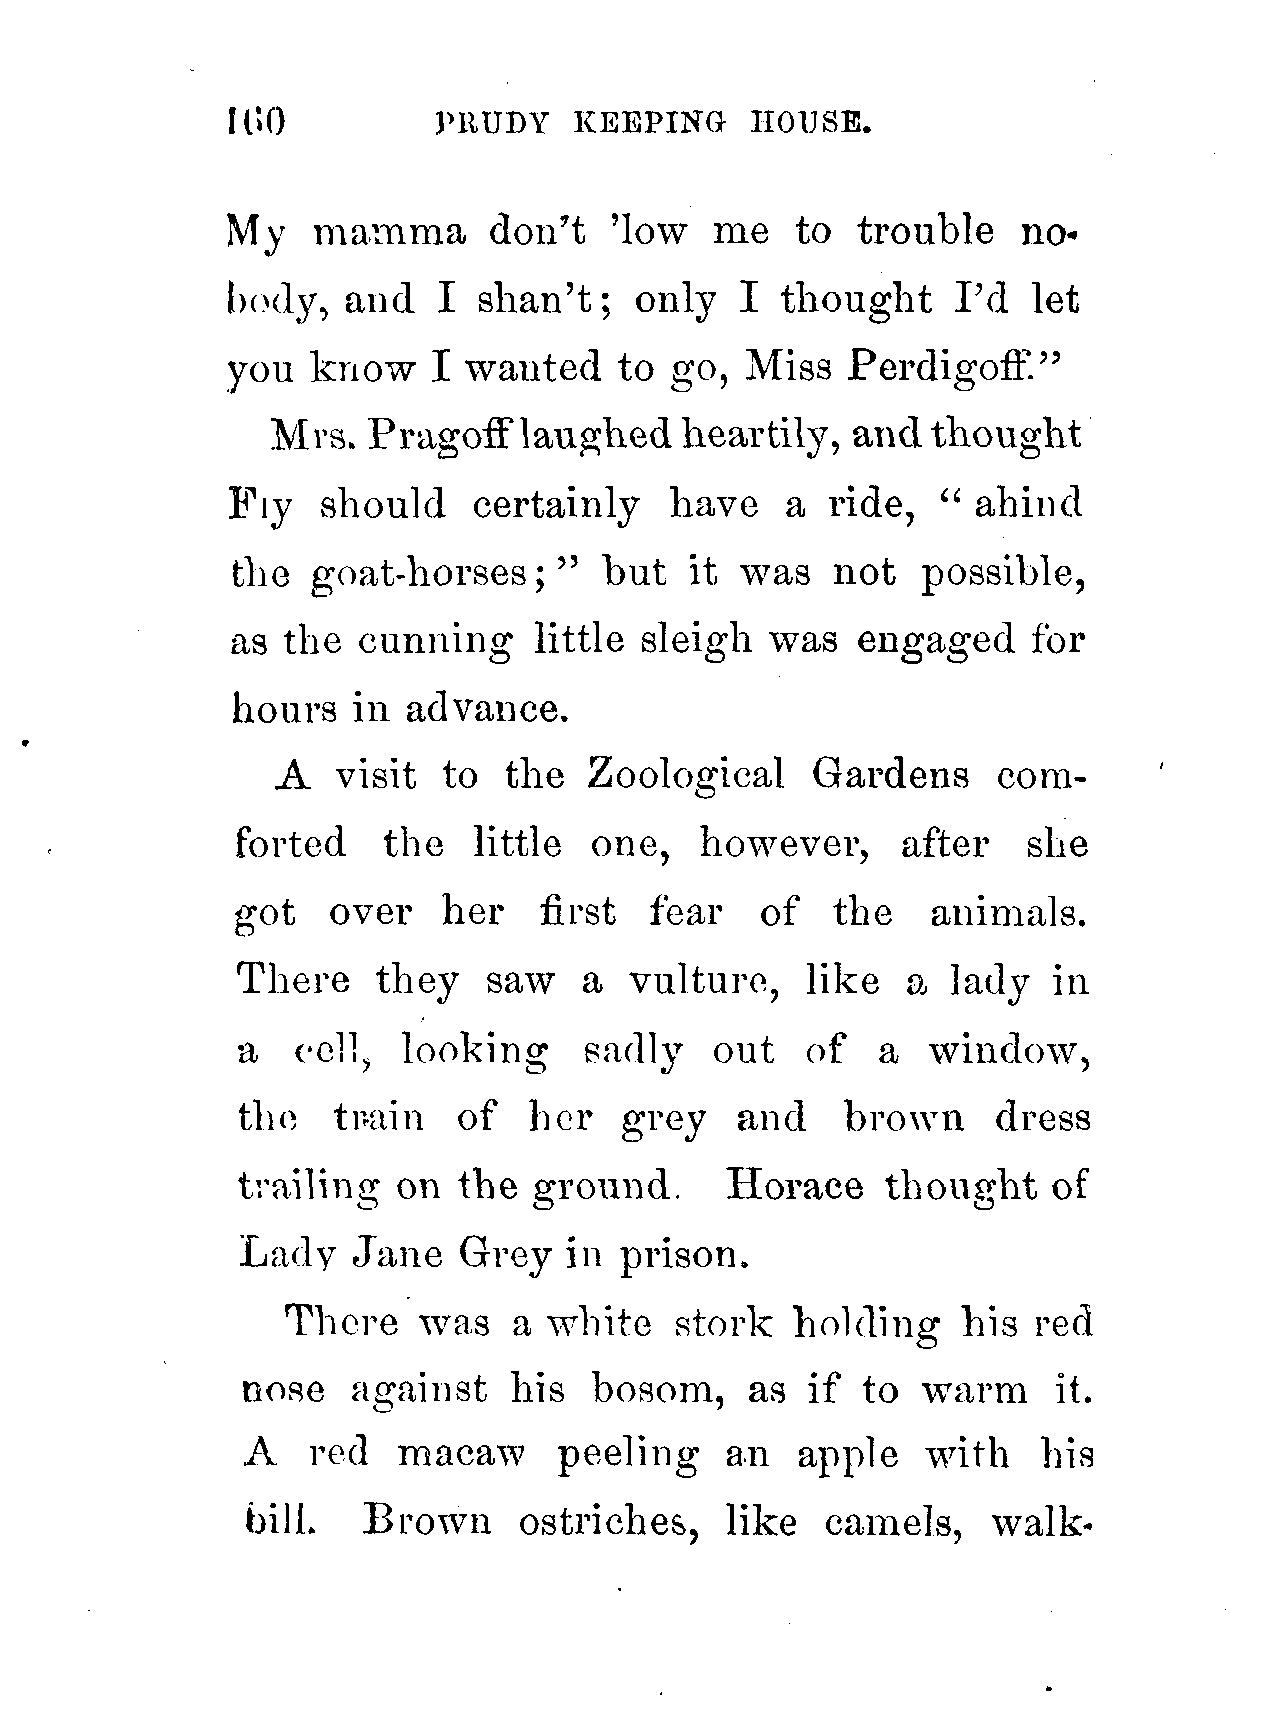 160 PRUDY KEEPING HOUSE.
My mamma don't 'low me to trouble no-
body, and I shan't; only I thought I'd let
you know I wanted to go, Miss Perdigoff."
Mrs. Pragoff laughed heartily, and thought
Fly should certainly have a ride, " ahind
the goat-horses;" but it was not possible,
as the cunning little sleigh was engaged for
hours in advance.
A visit to the Zoological Gardens com-
forted the little one, however, after she
got over her first fear of the animals.
There they saw a vulture, like a lady in
a cell, looking sadly out of a window,
the train of her grey and brown dress
trailing on the ground. Horace thought of
Lady Jane Grey in prison.
There was a white stork holding his red
nose against his bosom, as if to warm it.
A red macaw peeling an apple with his
bill. Brown ostriches, like camels, walk-